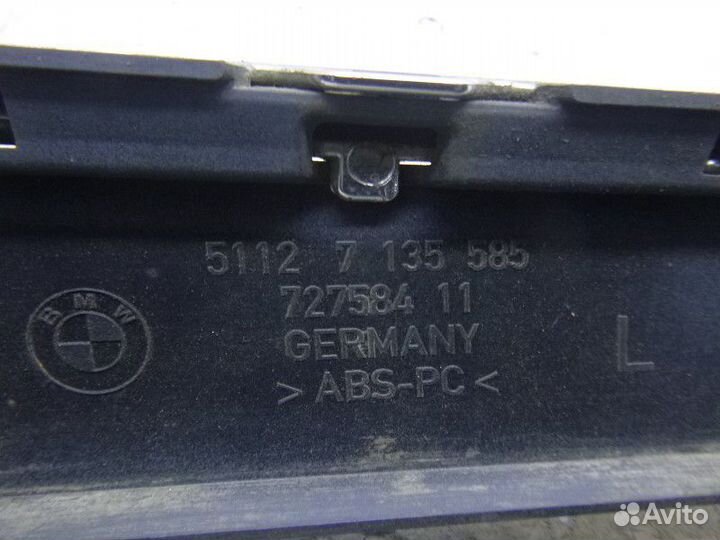 5112 7 135 585
727584 11
BMW
GERMANY
L
> ABS-PC <
Avito